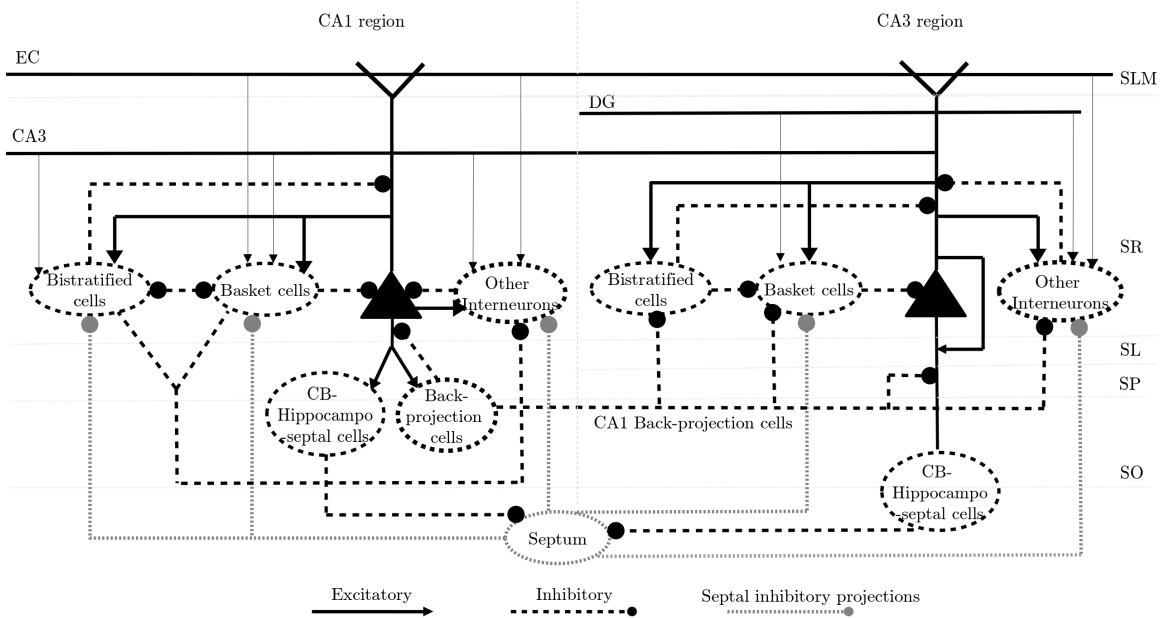 CA1 region
CA3 region
EC
SLM
DG
CA3
SR
Bistratified
cells
Basket cells
Other
Interneurons
Bistratified
cells
Basket cells
Other
Interneurons
SL
SP
CB-
Hippocampo
-septal cells
Back-
projection
cells
CA1 Back-projection cells
SO
CB-
Hippocampo
-septal cells
Septum
Excitatory
Inhibitory
Septal inhibitory projections